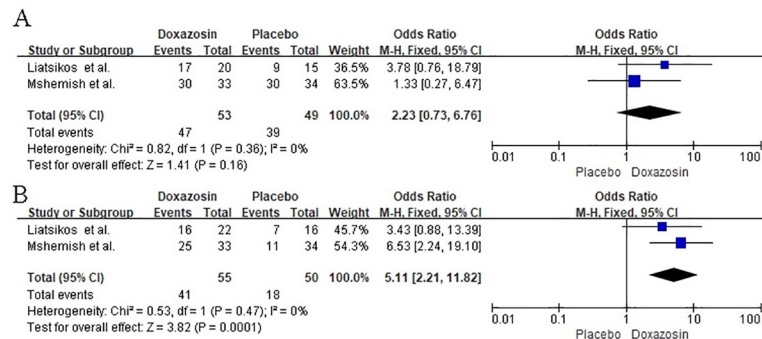 A
Doxazosin Placebo Odds Ratio Odds Ratio
Study or Subgroup Events Total Events Total Weight M-H, Fixed, 95% CI M-H, Fixed, 95% CI
Liatsikos et al. 17 20 9 15 36.5% 3.78 [0.76, 18.79]
Mshemish et al. 30 33 30 34 63.5% 1.33 [0.27, 6.47]
Total (95% CI) 53 49 100.0% 2.23 [0.73, 6.76]
Total events 47 39
Heterogeneity: Chi² = 0.82, df = 1 (P = 0.36); I² = 0%
Test for overall effect: Z = 1.41 (P = 0.16)
0.01 0.1 1 10 100
Placebo Doxazosin
B
Doxazosin Placebo Odds Ratio Odds Ratio
Study or Subgroup Events Total Events Total Weight M-H, Fixed, 95% CI M-H, Fixed, 95% CI
Liatsikos et al. 16 22 7 16 45.7% 3.43 [0.88, 13.39]
Mshemish et al. 25 33 11 34 54.3% 6.53 [2.24, 19.10]
Total (95% CI) 55 50 100.0% 5.11 [2.21, 11.82]
Total events 41 18
Heterogeneity: Chi² = 0.53, df = 1 (P = 0.47); I² = 0%
Test for overall effect: Z = 3.82 (P = 0.0001)
0.01 0.1 1 10 100
Placebo Doxazosin